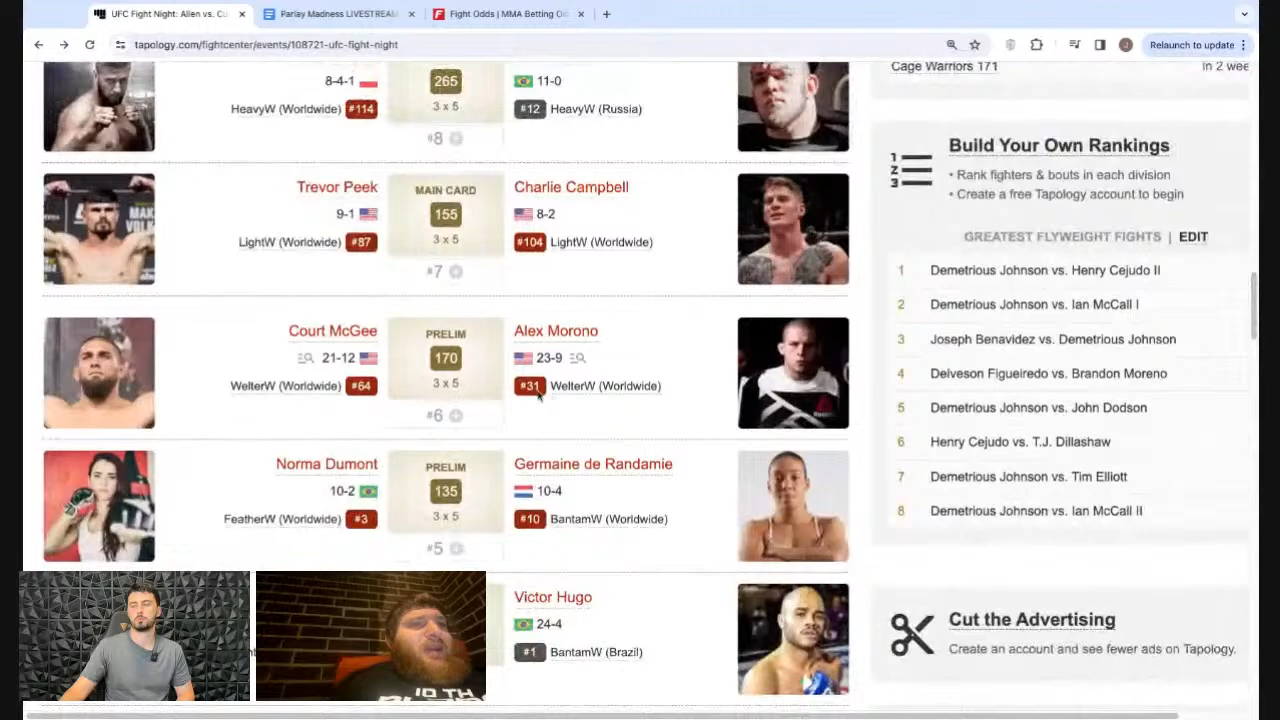 UFC Fight Night: Allen vs. Cu
Parlay Madness LIVESTREAM
Fight Odds | MMA Betting Od
tapology.com/fightcenter/events/108721-ufc-fight-night
Relaunch to update
8-4-1
265
11-0
HeavyW (Worldwide) #114
3 x 5
#12 HeavyW (Russia)
#8
Trevor Peek
MAIN CARD
Charlie Campbell
9-1
155
8-2
LightW (Worldwide) #87
3 x 5
#104 LightW (Worldwide)
#7
Court McGee
PRELIM
Alex Morono
21-12
170
23-9
WelterW (Worldwide) #64
3 x 5
#31 WelterW (Worldwide)
#6
Norma Dumont
PRELIM
Germaine de Randamie
10-2
135
10-4
FeatherW (Worldwide) #3
3 x 5
#10 BantamW (Worldwide)
#5
Victor Hugo
24-4
#1 BantamW (Brazil)
Cage Warriors 171
in 2 wee
Build Your Own Rankings
• Rank fighters & bouts in each division
• Create a free Tapology account to begin
GREATEST FLYWEIGHT FIGHTS | EDIT
1 Demetrious Johnson vs. Henry Cejudo II
2 Demetrious Johnson vs. Ian McCall I
3 Joseph Benavidez vs. Demetrious Johnson
4 Deiveson Figueiredo vs. Brandon Moreno
5 Demetrious Johnson vs. John Dodson
6 Henry Cejudo vs. T.J. Dillashaw
7 Demetrious Johnson vs. Tim Elliott
8 Demetrious Johnson vs. Ian McCall II
Cut the Advertising
Create an account and see fewer ads on Tapology.
10 TH